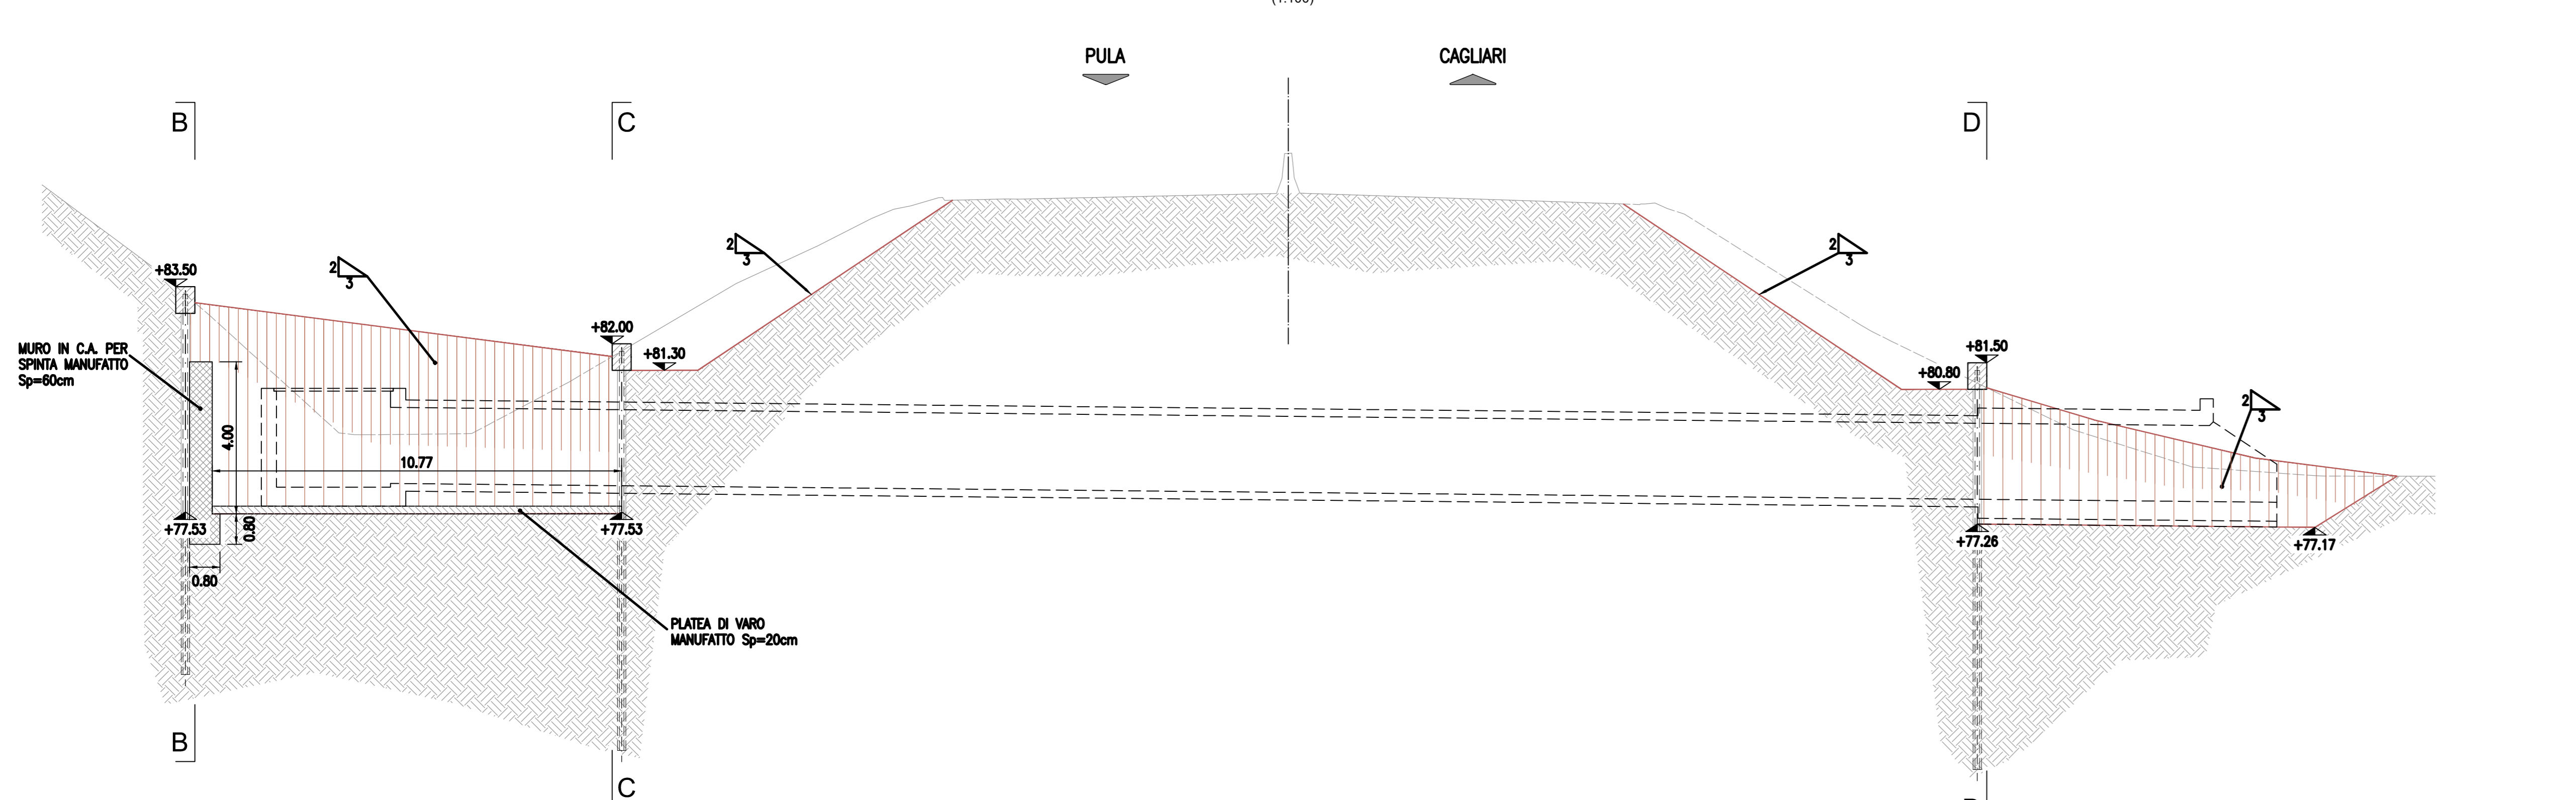 PULA
CAGLIARI
B
C
D
+83.50
2
3
2
3
2
3
+82.00
+81.30
MURO IN C.A. PER
SPINTA MANUFATTO
Sp=60cm
+81.50
+80.80
2
3
4.00
10.77
+77.53
0.80
+77.53
+77.26
+77.17
0.80
PLATEA DI VARO
MANUFATTO Sp=20cm
B
C